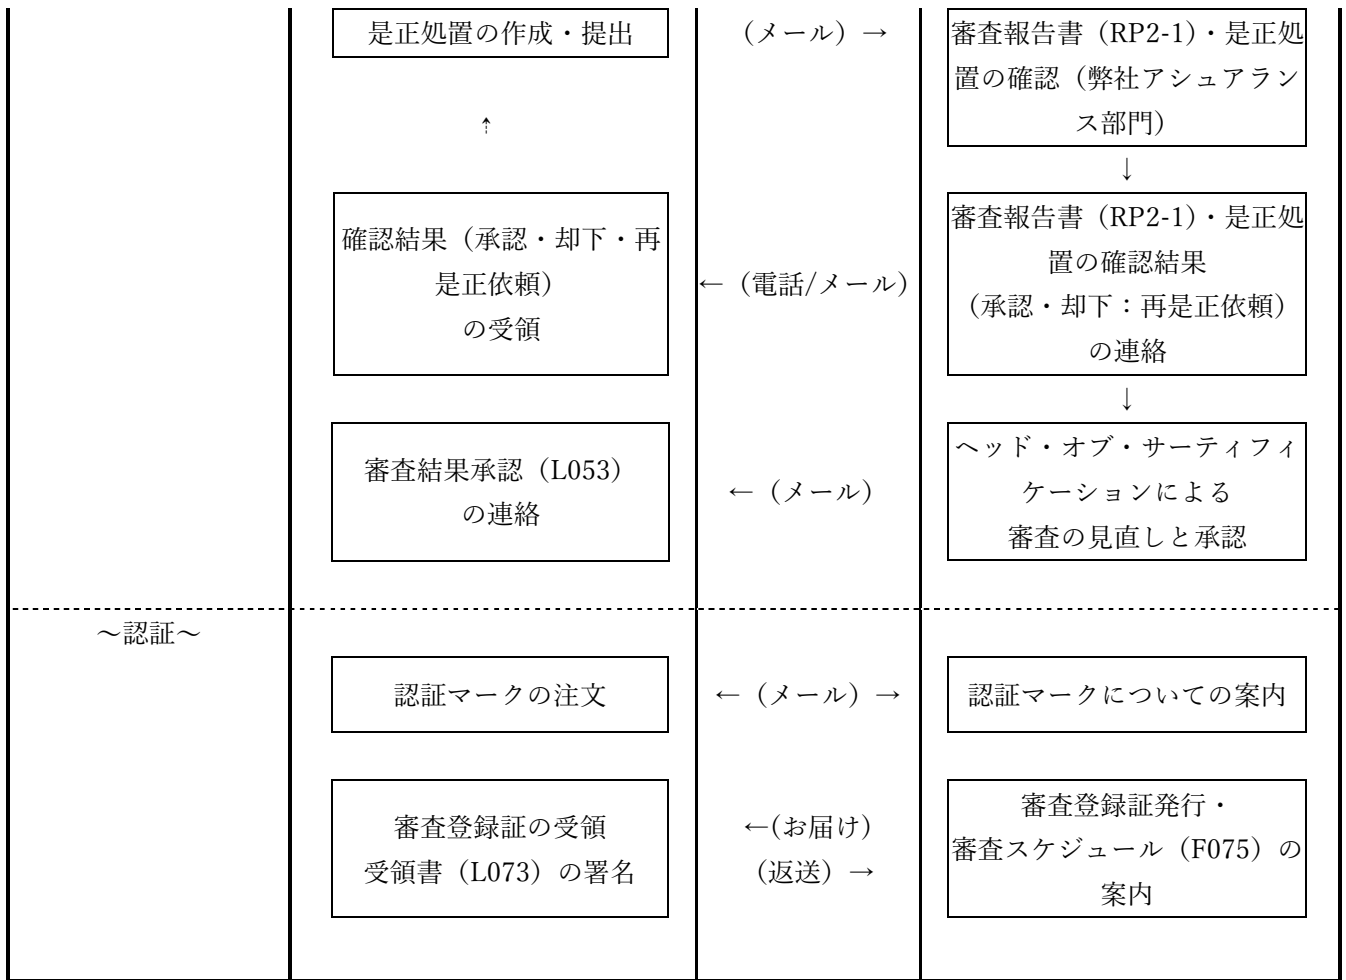 是正処置の作成・提出
(メール) →
審査報告書（RP2-1）・是正処
置の確認（弊社アシュアラン
ス部門）
⇡
↓
確認結果（承認・却下・再
是正依頼）
の受領
← (電話/メール)
審査報告書（RP2-1）・是正処
置の確認結果
（承認・却下：再是正依頼）
の連絡
↓
審査結果承認（L053）
の連絡
← (メール)
ヘッド・オブ・サーティフィ
ケーションによる
審査の見直しと承認
～認証～
認証マークの注文
← (メール) →
認証マークについての案内
審査登録証の受領
受領書（L073）の署名
←(お届け)
(返送) →
審査登録証発行・
審査スケジュール（F075）の
案内